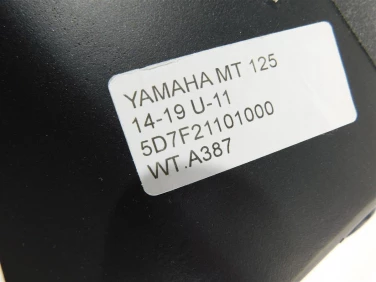 YAMAHA MT 125
14-19 U-11
5D7F21101000
WT.A387